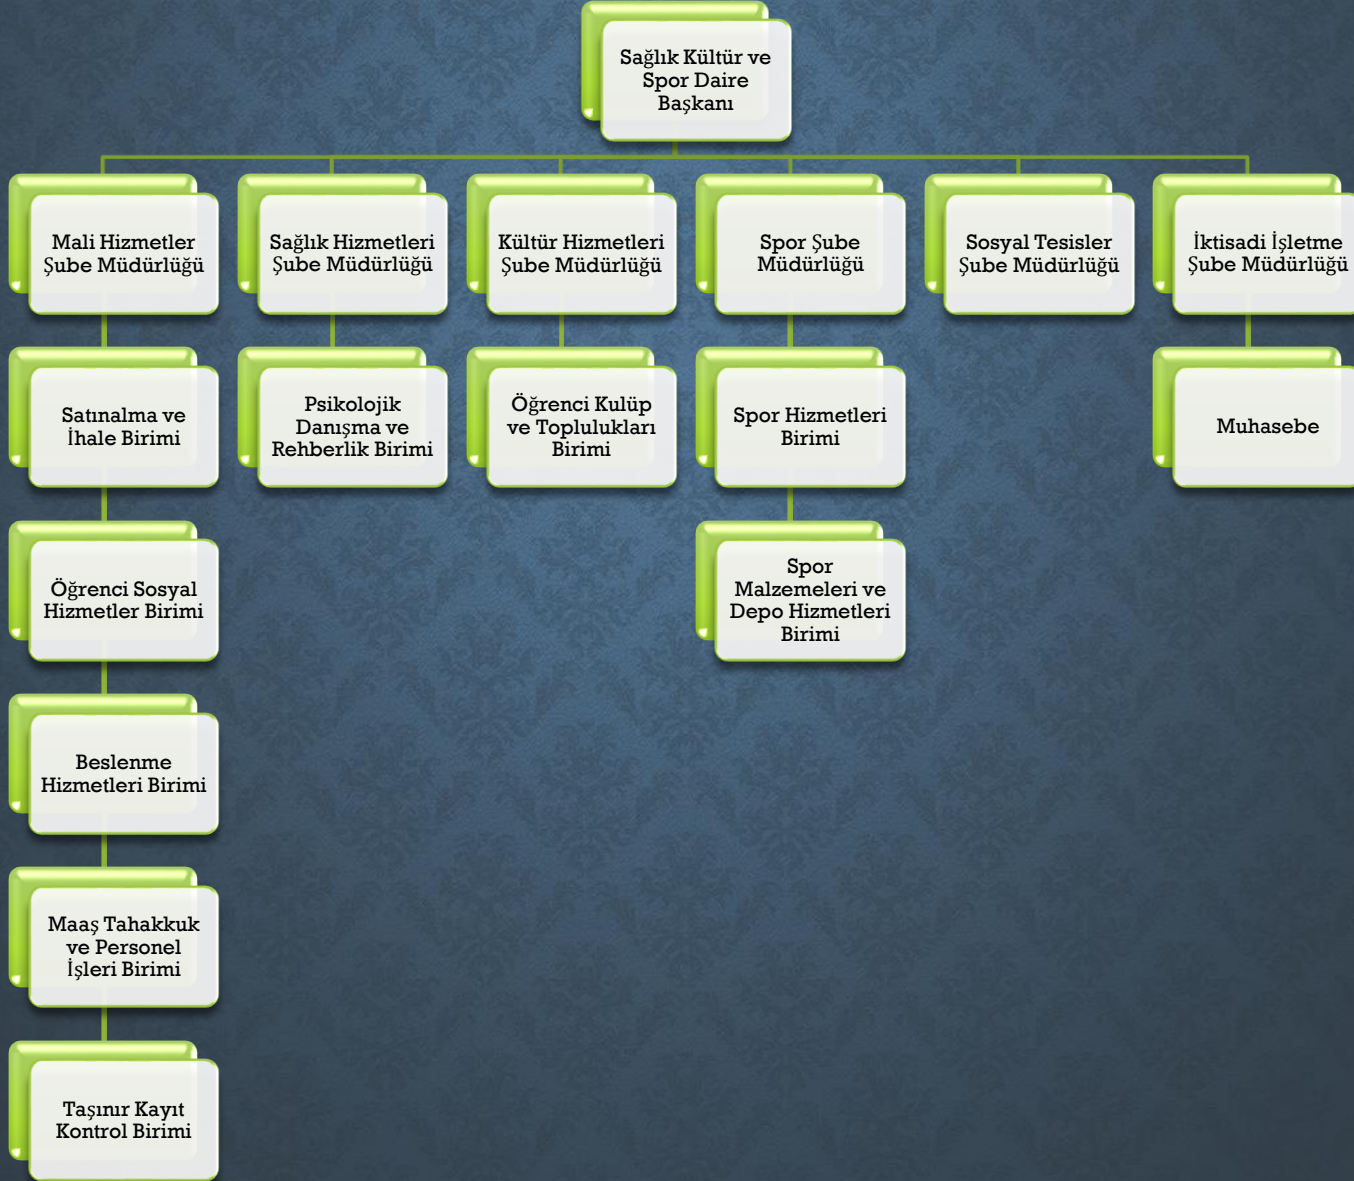 Sağlık Kültür ve
Spor Daire
Başkanı
Mali Hizmetler
Şube Müdürlüğü
Sağlık Hizmetleri
Şube Müdürlüğü
Kültür Hizmetleri
Şube Müdürlüğü
Spor Şube
Müdürlüğü
Sosyal Tesisler
Şube Müdürlüğü
İktisadi İşletme
Şube Müdürlüğü
Satınalma ve
İhale Birimi
Psikolojik
Danışma ve
Rehberlik Birimi
Öğrenci Kulüp
ve Toplulukları
Birimi
Spor Hizmetleri
Birimi
Muhasebe
Öğrenci Sosyal
Hizmetler Birimi
Spor
Malzemeleri ve
Depo Hizmetleri
Birimi
Beslenme
Hizmetleri Birimi
Maaş Tahakkuk
ve Personel
İşleri Birimi
Taşınır Kayıt
Kontrol Birimi